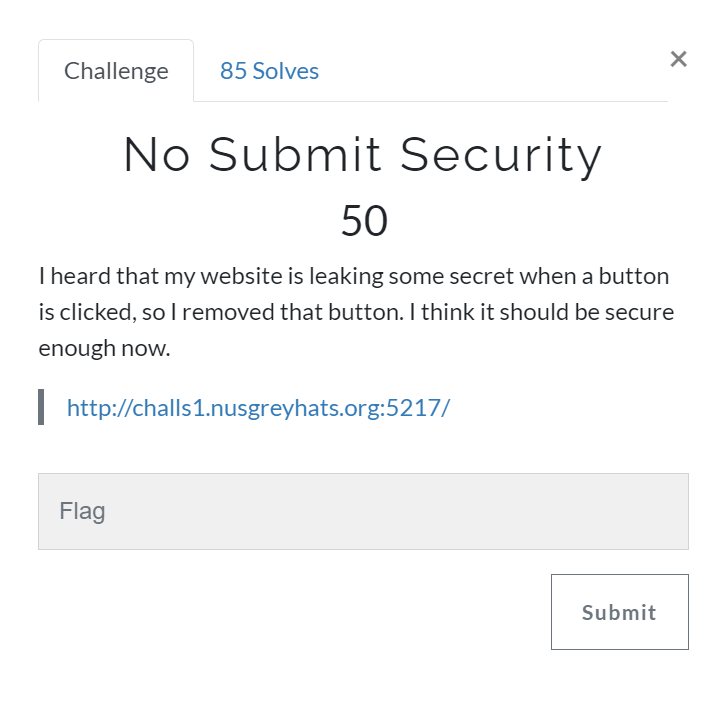 Challenge
85 Solves
×
No Submit Security
50
I heard that my website is leaking some secret when a button
is clicked, so I removed that button. I think it should be secure
enough now.
http://challs1.nusgreyhats.org:5217/
Flag
Submit